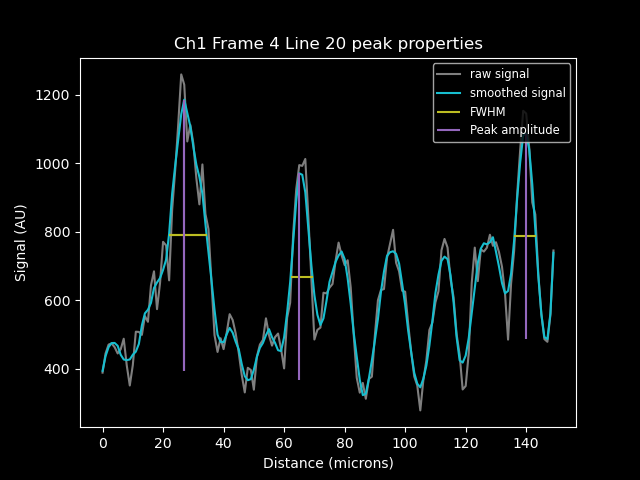 Ch1 Frame 4 Line 20 peak properties
raw signal
smoothed signal
FWHM
Peak amplitude
Signal (AU)
1200
1000
800
600
400
0 20 40 60 80 100 120 140
Distance (microns)